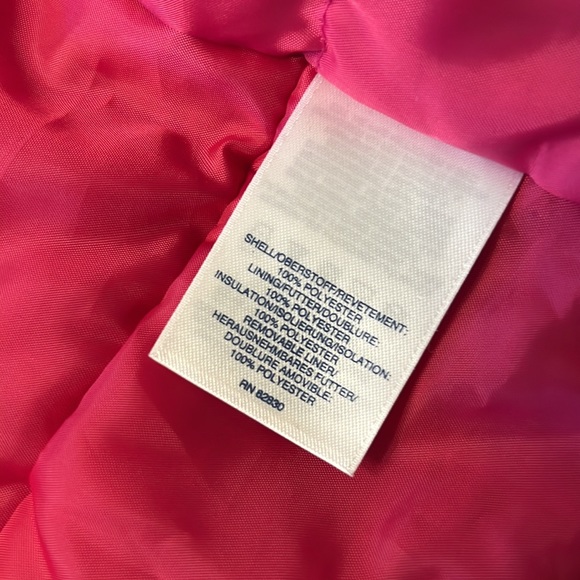 SHELL/OBERSTOFF/REVETEMENT:
100% POLYESTER
LINING/FUTTER/DOUBLURE:
100% POLYESTER
INSULATION/ISOLIERUNG/ISOLATION:
100% POLYESTER
REMOVABLE LINER/
HERAUSNEHMBARES FUTTER/
DOUBLURE AMOVIBLE:
100% POLYESTER
RN 82830